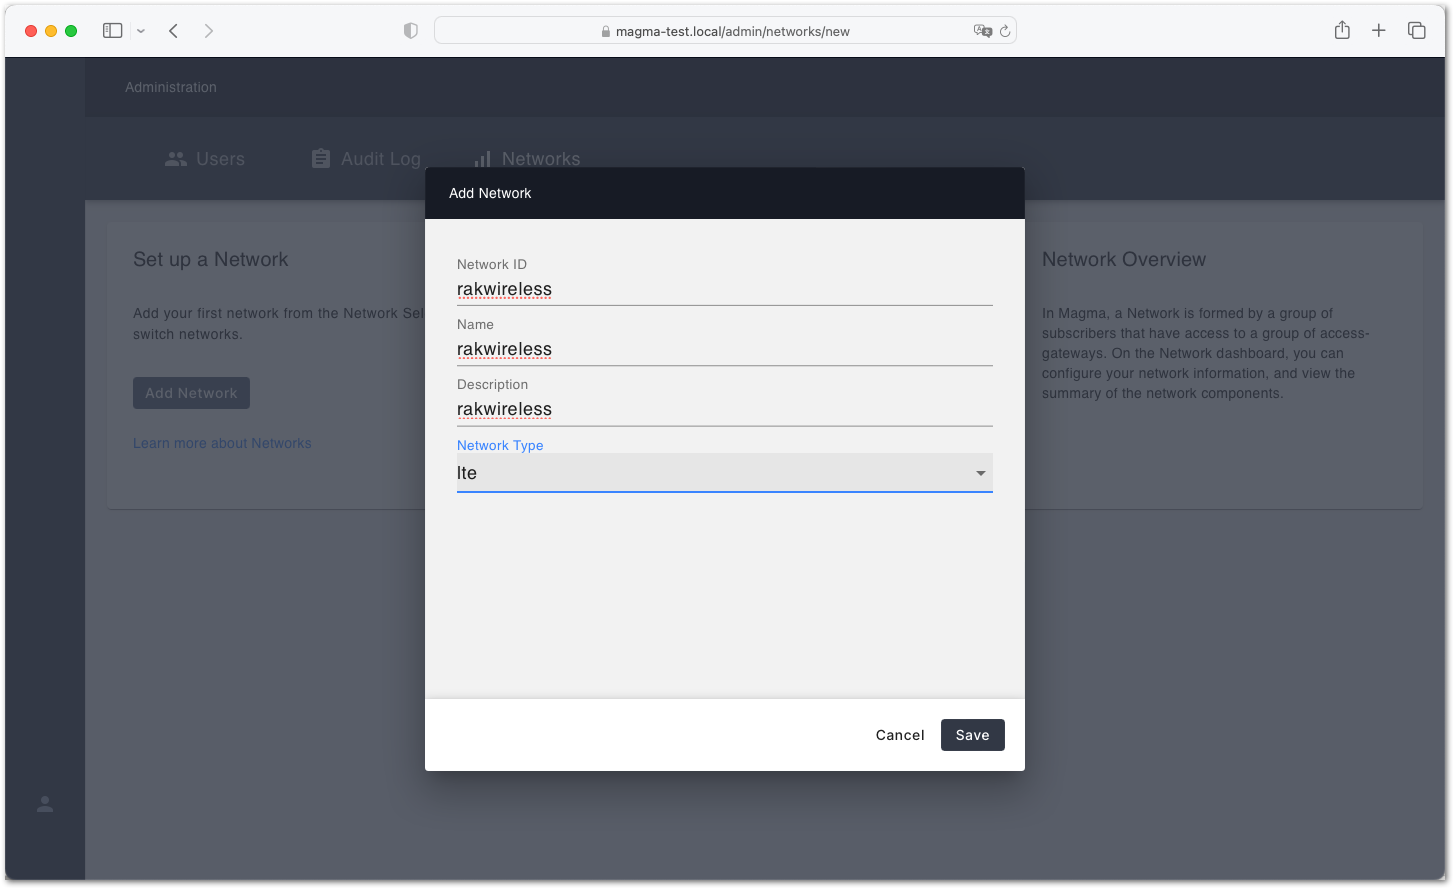 magma-test.local/admin/networks/new
Administration
Users
Audit Log
Networks
Set up a Network
Add your first network from the Network Sel
switch networks.
Add Network
Learn more about Networks
Add Network
Network ID
rakwireless
Name
rakwireless
Description
rakwireless
Network Type
lte
Cancel
Save
Network Overview
In Magma, a Network is formed by a group of
subscribers that have access to a group of access-
gateways. On the Network dashboard, you can
configure your network information, and view the
summary of the network components.